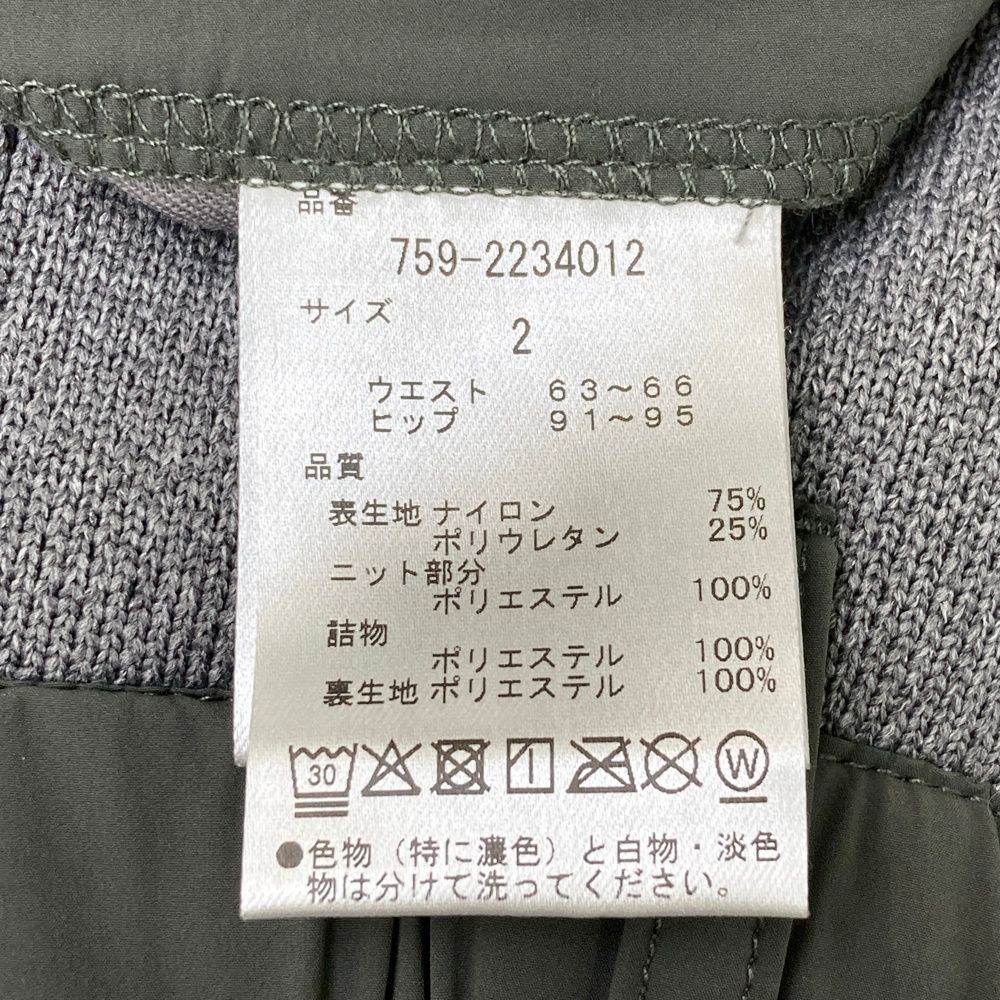 品番
759-2234012
サイズ
2
ウエスト 63～66
ヒップ 91～95
品質
表生地 ナイロン 75%
ポリウレタン 25%
ニット部分
ポリエステル 100%
詰物
ポリエステル 100%
裏生地 ポリエステル 100%
30 W
●色物（特に濃色）と白物・淡色
物は分けて洗ってください。